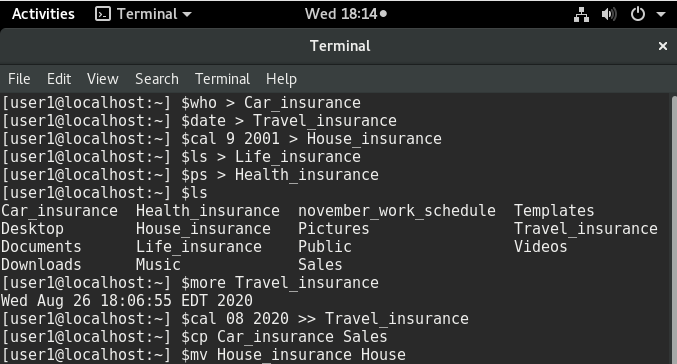 Activities Terminal Wed 18:14
Terminal
File Edit View Search Terminal Help
[user1@localhost:~] $who > Car_insurance
[user1@localhost:~] $date > Travel_insurance
[user1@localhost:~] $cal 9 2001 > House_insurance
[user1@localhost:~] $ls > Life_insurance
[user1@localhost:~] $ps > Health_insurance
[user1@localhost:~] $ls
Car_insurance Health_insurance november_work_schedule Templates
Desktop House_insurance Pictures Travel_insurance
Documents Life_insurance Public Videos
Downloads Music Sales
[user1@localhost:~] $more Travel_insurance
Wed Aug 26 18:06:55 EDT 2020
[user1@localhost:~] $cal 08 2020 >> Travel_insurance
[user1@localhost:~] $cp Car_insurance Sales
[user1@localhost:~] $mv House_insurance House